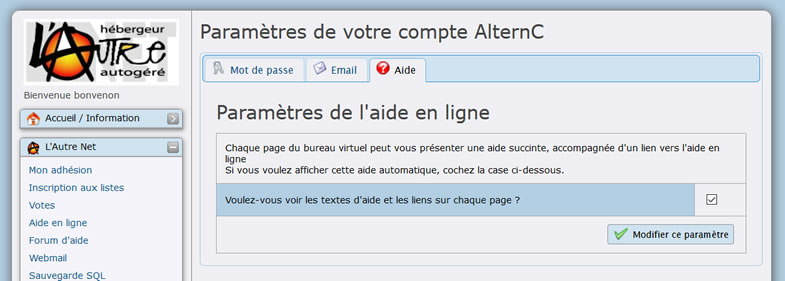 hébergeur
L'AUTRE
NET
autogéré
Bienvenue bonvenon
Accueil / Information
L'Autre Net
Mon adhésion
Inscription aux listes
Votes
Aide en ligne
Forum d'aide
Webmail
Sauvegarde SQL
Paramètres de votre compte AlternC
Mot de passe
Email
Aide
Paramètres de l'aide en ligne
Chaque page du bureau virtuel peut vous présenter une aide succinte, accompagnée d'un lien vers l'aide en
ligne
Si vous voulez afficher cette aide automatique, cochez la case ci-dessous.
Voulez-vous voir les textes d'aide et les liens sur chaque page ?
Modifier ce paramètre